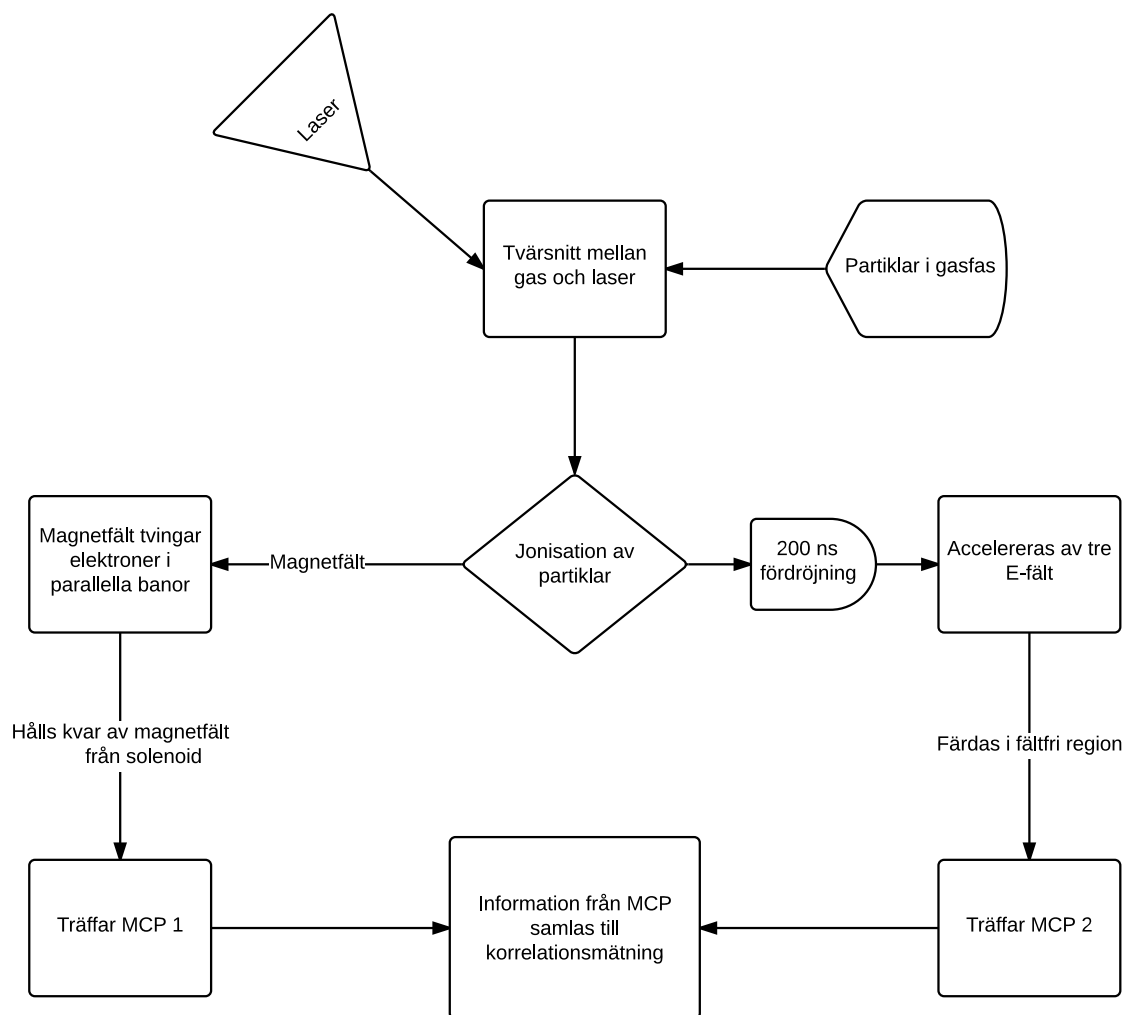 Laser
Tvärsnitt mellan
gas och laser
Partiklar i gasfas
Magnetfält tvingar
elektroner i
parallella banor
Magnetfält
Jonisation av
partiklar
200 ns
fördröjning
Accelereras av tre
E-fält
Hålls kvar av magnetfält
från solenoid
Färdas i fältfri region
Träffar MCP 1
Information från MCP
samlas till
korrelationsmätning
Träffar MCP 2